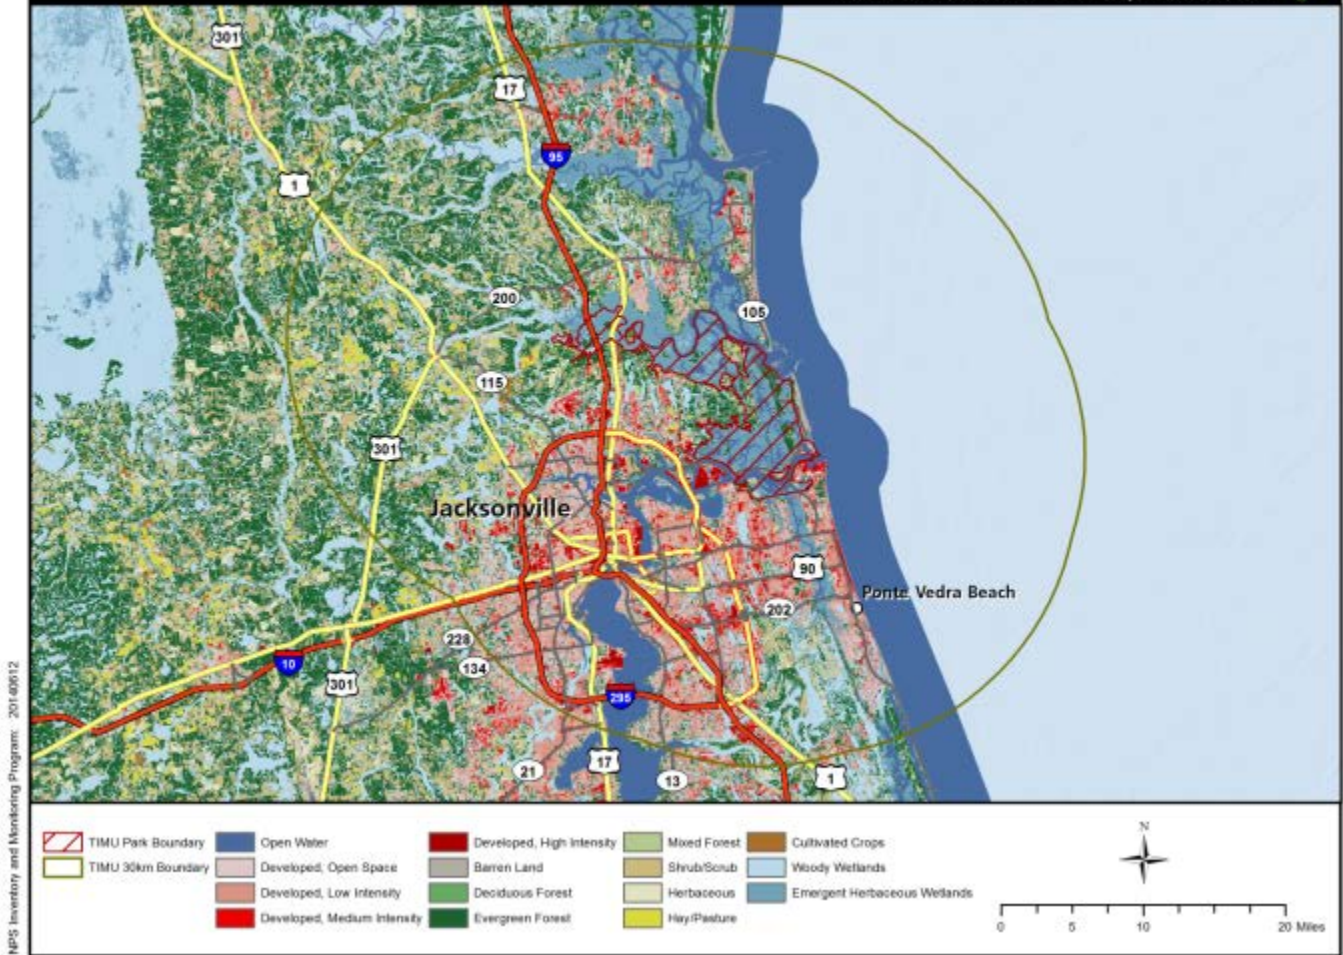 301
17
95
1
200
105
115
301
Jacksonville
90
Ponte Vedra Beach
202
228
10
134
301
295
17
21
13
1
NPS Inventory and Monitoring Program: 20140612
TIMU Park Boundary
TIMU 30km Boundary
Open Water
Developed, Open Space
Developed, Low Intensity
Developed, Medium Intensity
Developed, High Intensity
Barren Land
Deciduous Forest
Evergreen Forest
Mixed Forest
Shrub/Scrub
Herbaceous
Hay/Pasture
Cultivated Crops
Woody Wetlands
Emergent Herbaceous Wetlands
N
0 5 10 20 Miles